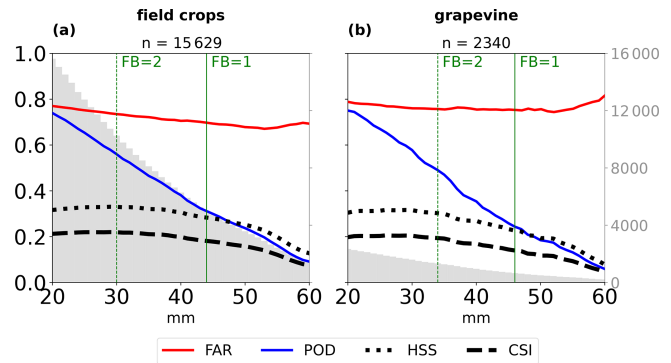 field crops
grapevine
(a)
(b)
n = 15 629
n = 2340
1.0
FB=2
FB=1
FB=2
FB=1
16 000
0.8
12 000
0.6
8000
0.4
4000
0.2
0.0
0
20
30
40
50
60
20
30
40
50
60
mm
mm
FAR
POD
HSS
CSI